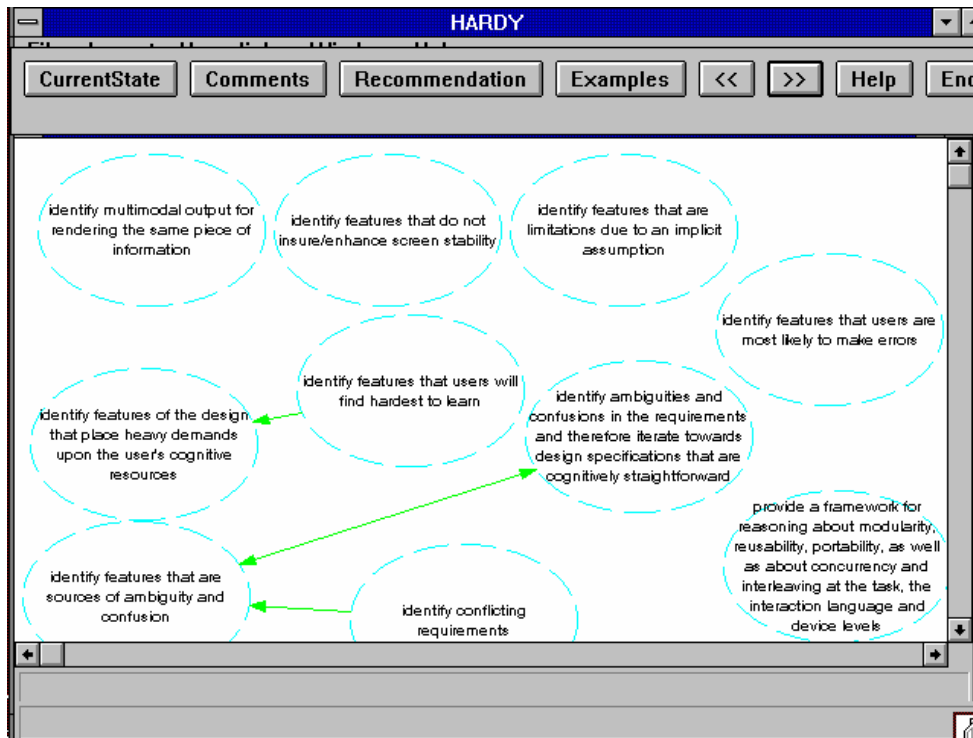 HARDY
CurrentState Comments Recommendation Examples << >> Help
identify multimodal output for
rendering the same piece of
information
identify features that do not
insure/enhance screen stability
identify features that are
limitations due to an implicit
assumption
identify features that users are
most likely to make errors
identify features that users will
find hardest to learn
identify features of the design
that place heavy demands
upon the user's cognitive
resources
identify ambiguities and
confusions in the requirements
and therefore iterate towards
design specifications that are
cognitively straightforward
provide a framework for
reasoning about modularity,
reusability, portability, as well
as about concurrency and
interleaving at the task, the
interaction language and
device levels
identify features that are
sources of ambiguity and
confusion
identify conflicting
requirements